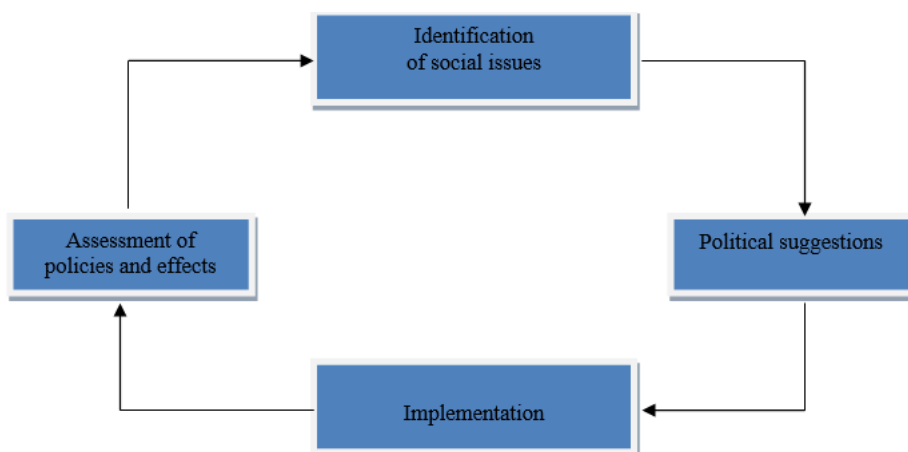 Identification
of social issues
Assessment of
policies and effects
Political suggestions
Implementation